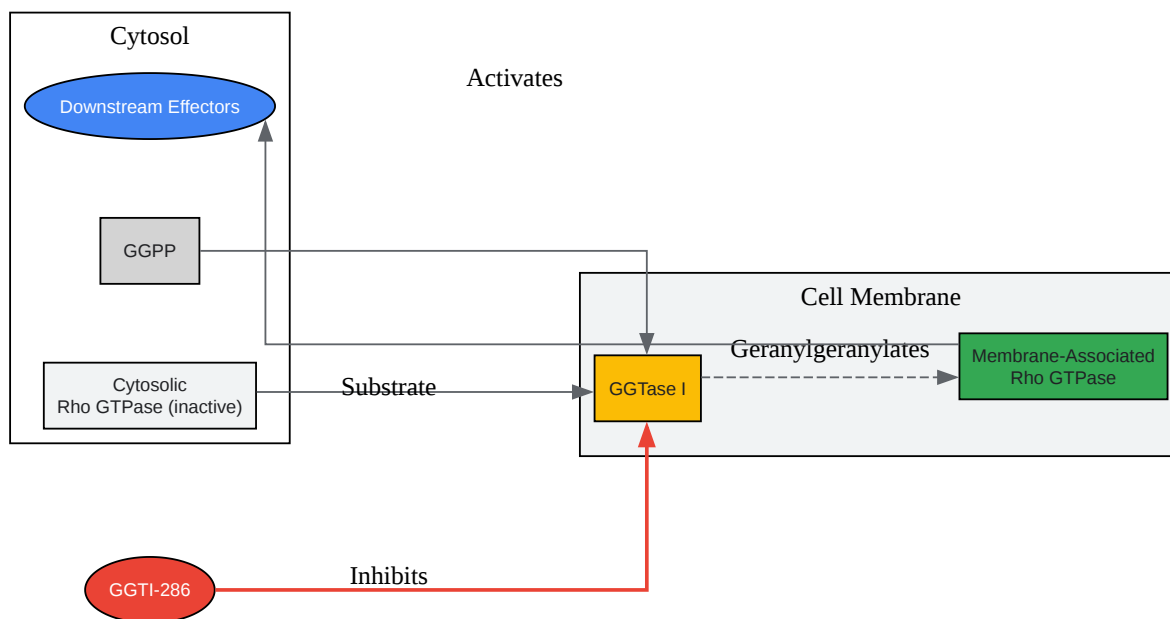 Cytosol
Activates
Downstream Effectors
GGPP
Cell Membrane
Geranylgeranylates
Membrane-Associated
Rho GTPase
Cytosolic
Rho GTPase (inactive)
Substrate
GGTase I
Inhibits
GGTI-286